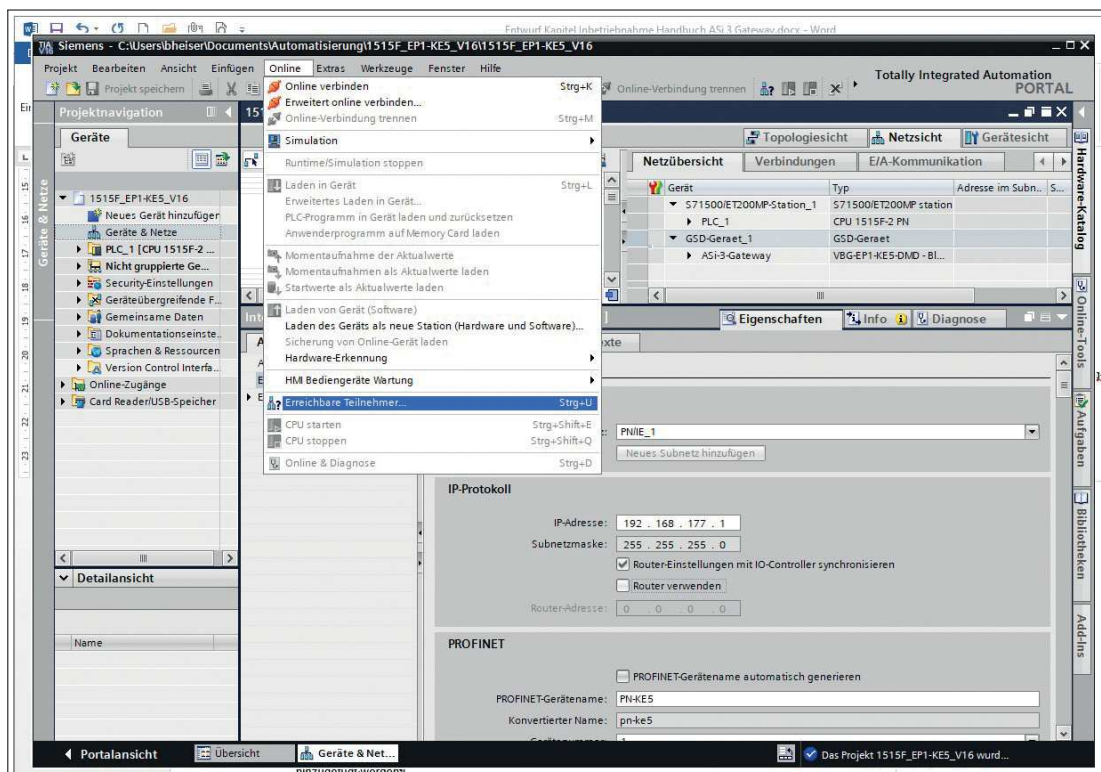 Entwurf Kapitel Inbetriebnahme Handbuch ASi 3 Gateway.docx - Word
Siemens - C:\Users\bheiser\Documents\Automatisierung\1515F_EP1-KE5_V16\1515F_EP1-KE5_V16
Projekt Bearbeiten Ansicht Einfügen Online Extras Werkzeuge Fenster Hilfe
Totally Integrated Automation
PORTAL
Projekt speichern
Online-Verbindung trennen
Projektnavigation
Geräte
Geräte & Netze
1515F_EP1-KE5_V16
Neues Gerät hinzufügen
Geräte & Netze
PLC_1 [CPU 1515F-2 ...
Nicht gruppierte Ge...
Security-Einstellungen
Geräteübergreifende F...
Gemeinsame Daten
Dokumentationseinste...
Sprachen & Ressourcen
Version Control Interfa...
Online-Zugänge
Card Reader/USB-Speicher
Detailansicht
Name
Online verbinden Strg+K
Erweitert online verbinden...
Online-Verbindung trennen Strg+M
Simulation
Runtime/Simulation stoppen
Laden in Gerät Strg+L
Erweitertes Laden in Gerät...
PLC-Programm in Gerät laden und zurücksetzen
Anwenderprogramm auf Memory Card laden
Momentaufnahme der Aktualwerte
Momentaufnahmen als Aktualwerte laden
Startwerte als Aktualwerte laden
Laden von Gerät (Software)
Laden des Geräts als neue Station (Hardware und Software)...
Sicherung von Online-Gerät laden
Hardware-Erkennung
HMI Bediengeräte Wartung
Erreichbare Teilnehmer... Strg+U
CPU starten Strg+Shift+E
CPU stoppen Strg+Shift+Q
Online & Diagnose Strg+D
Topologiesicht Netzsicht Gerätesicht
Netzübersicht Verbindungen E/A-Kommunikation
Gerät Typ Adresse im Subn.. S...
S71500/ET200MP-Station_1 S71500/ET200MP station
PLC_1 CPU 1515F-2 PN
GSD-Geraet_1 GSD-Geraet
ASi-3-Gateway VBG-EP1-KE5-DMD - Bl...
Eigenschaften Info Diagnose
PN/IE_1
Neues Subnetz hinzufügen
IP-Protokoll
IP-Adresse: 192 . 168 . 177 . 1
Subnetzmaske: 255 . 255 . 255 . 0
Router-Einstellungen mit IO-Controller synchronisieren
Router verwenden
Router-Adresse: 0 . 0 . 0 . 0
PROFINET
PROFINET-Gerätename automatisch generieren
PROFINET-Gerätename: PN-KE5
Konvertierter Name: pn-ke5
Hardware-Katalog
Online-Tools
Aufgaben
Bibliotheken
Add-Ins
Portalansicht Übersicht Geräte & Net...
Das Projekt 1515F_EP1-KE5_V16 wurd...